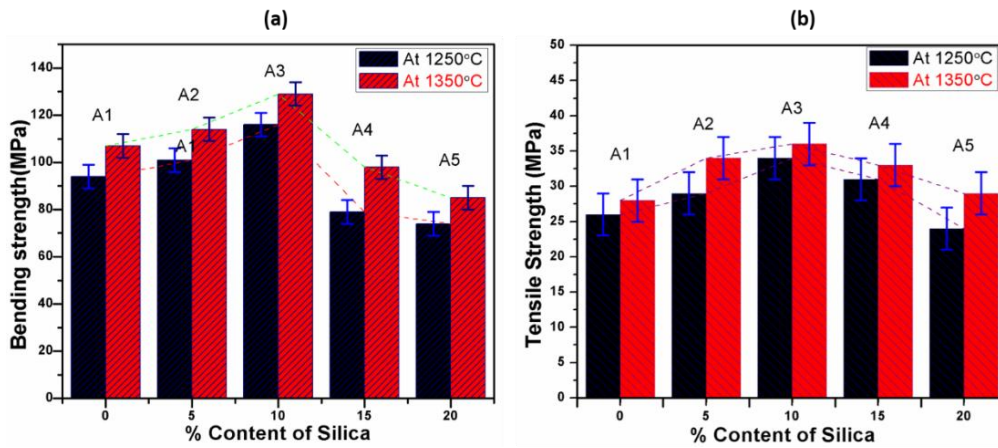 (a)
Bending strength(MPa)
140
120
100
80
60
40
20
0
At 1250°C
At 1350°C
A1
A2
A1
A3
A4
A5
0 5 10 15 20
% Content of Silica
(b)
Tensile Strength (MPa)
50
45
40
35
30
25
20
15
10
5
0
At 1250°C
At 1350°C
A1
A2
A3
A4
A5
0 5 10 15 20
% Content of Silica